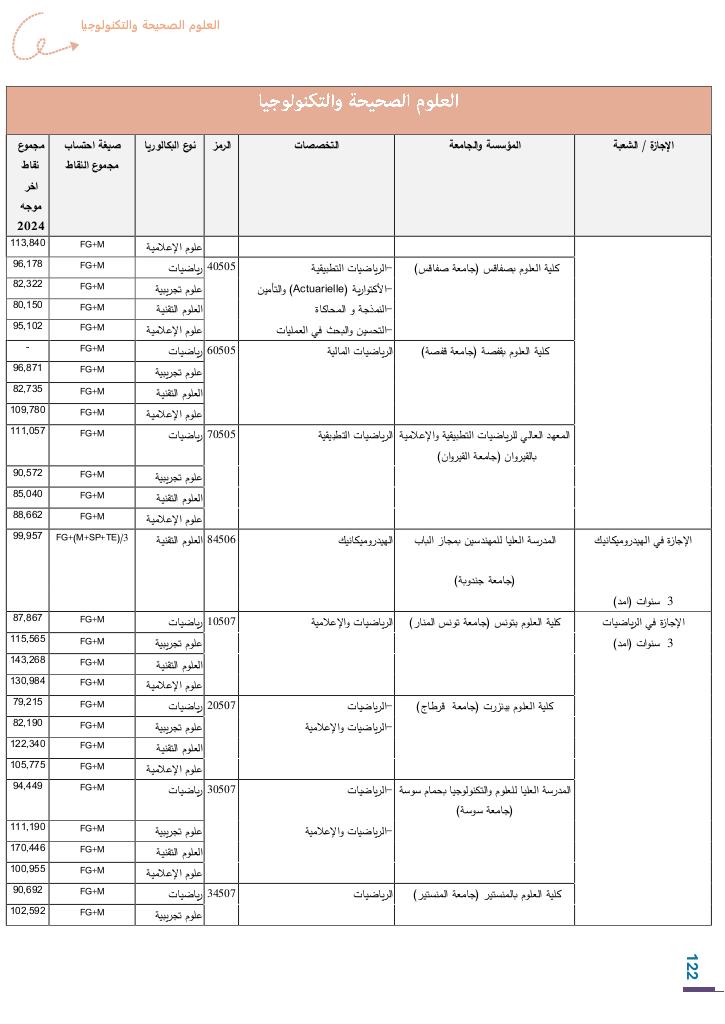 العلوم الصحيحة والتكنولوجيا
العلوم الصحيحة والتكنولوجيا
الإجازة / الشعبة | المؤسسة والجامعة | التخصصات | الرمز | نوع البكالوريا | صيغة احتساب مجموع النقاط | مجموع نقاط اخر موجه 2024
علوم الإعلامية | FG+M | 113,840
كلية العلوم بصفاقس (جامعة صفاقس) | -الرياضيات التطبيقية | 40505 | رياضيات | FG+M | 96,178
-الأكتوارية (Actuarielle) والتأمين | علوم تجريبية | FG+M | 82,322
-النمذجة و المحاكاة | العلوم التقنية | FG+M | 80,150
-التحسين والبحث في العمليات | علوم الإعلامية | FG+M | 95,102
كلية العلوم بقفصة (جامعة قفصة) | الرياضيات المالية | 60505 | رياضيات | FG+M | -
علوم تجريبية | FG+M | 96,871
العلوم التقنية | FG+M | 82,735
علوم الإعلامية | FG+M | 109,780
المعهد العالي للرياضيات التطبيقية والإعلامية | الرياضيات التطبيقية | 70505 | رياضيات | FG+M | 111,057
بالقيروان (جامعة القيروان)
علوم تجريبية | FG+M | 90,572
العلوم التقنية | FG+M | 85,040
علوم الإعلامية | FG+M | 88,662
الإجازة في الهيدروميكانيك | المدرسة العليا للمهندسين بمجاز الباب | الهيدروميكانيك | 84506 | العلوم التقنية | FG+(M+SP+TE)/3 | 99,957
(جامعة جندوبة)
3 سنوات (امد)
الإجازة في الرياضيات | كلية العلوم بتونس (جامعة تونس المنار) | الرياضيات والإعلامية | 10507 | رياضيات | FG+M | 87,867
3 سنوات (امد) | علوم تجريبية | FG+M | 115,565
العلوم التقنية | FG+M | 143,268
علوم الإعلامية | FG+M | 130,984
كلية العلوم ببنزرت (جامعة قرطاج) | -الرياضيات | 20507 | رياضيات | FG+M | 79,215
-الرياضيات والإعلامية | علوم تجريبية | FG+M | 82,190
العلوم التقنية | FG+M | 122,340
علوم الإعلامية | FG+M | 105,775
المدرسة العليا للعلوم والتكنولوجيا بحمام سوسة | -الرياضيات | 30507 | رياضيات | FG+M | 94,449
(جامعة سوسة)
-الرياضيات والإعلامية | علوم تجريبية | FG+M | 111,190
العلوم التقنية | FG+M | 170,446
علوم الإعلامية | FG+M | 100,955
كلية العلوم بالمنستير (جامعة المنستير) | الرياضيات | 34507 | رياضيات | FG+M | 90,692
علوم تجريبية | FG+M | 102,592
122